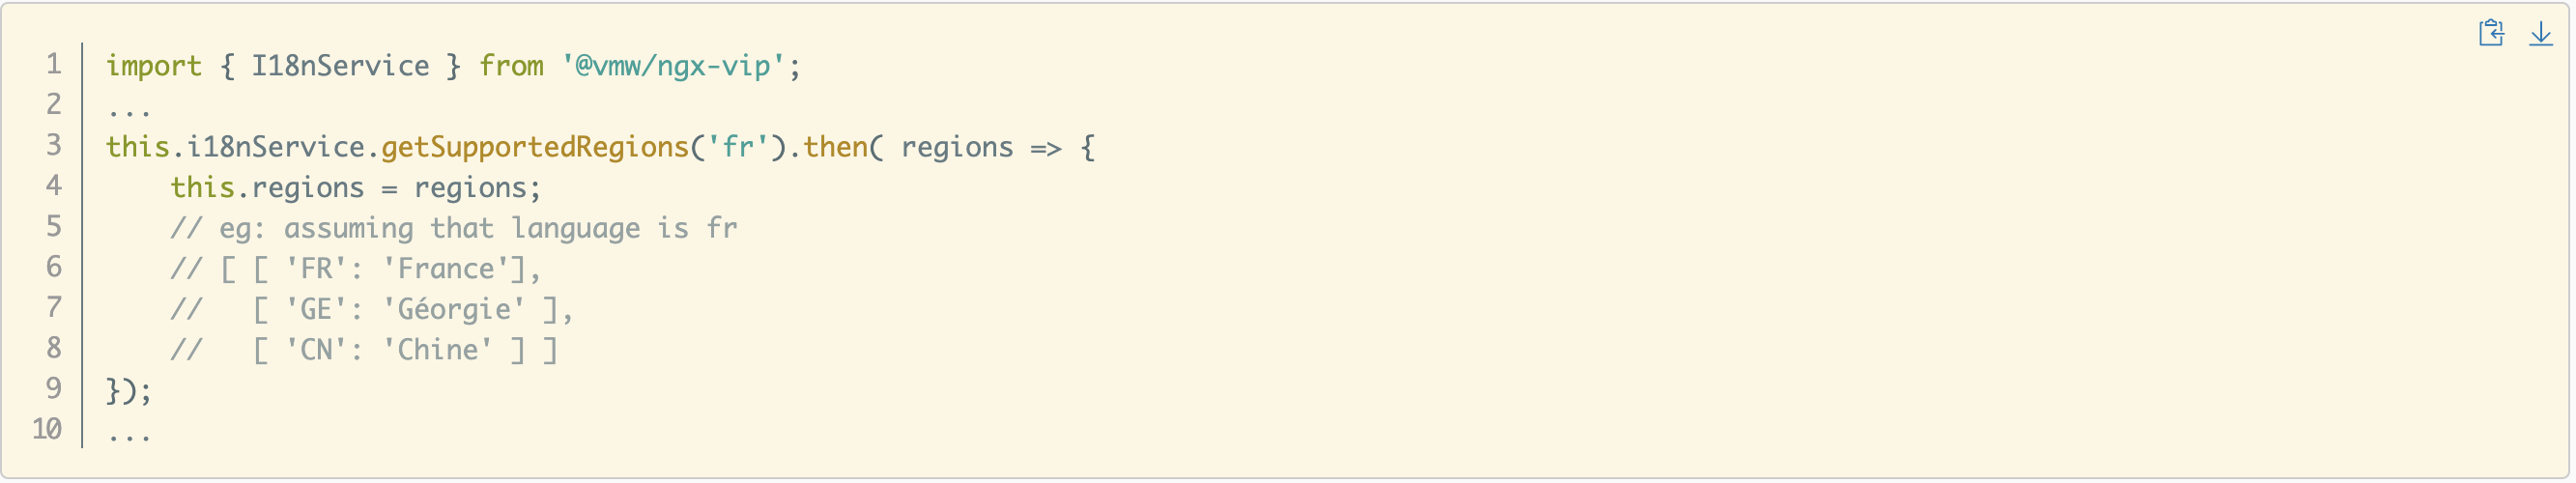 1 import { I18nService } from '@vmw/ngx-vip';
2 ...
3 this.i18nService.getSupportedRegions('fr').then( regions => {
4     this.regions = regions;
5     // eg: assuming that language is fr
6     // [ [ 'FR': 'France'],
7     //   [ 'GE': 'Géorgie' ],
8     //   [ 'CN': 'Chine' ] ]
9 });
10 ...